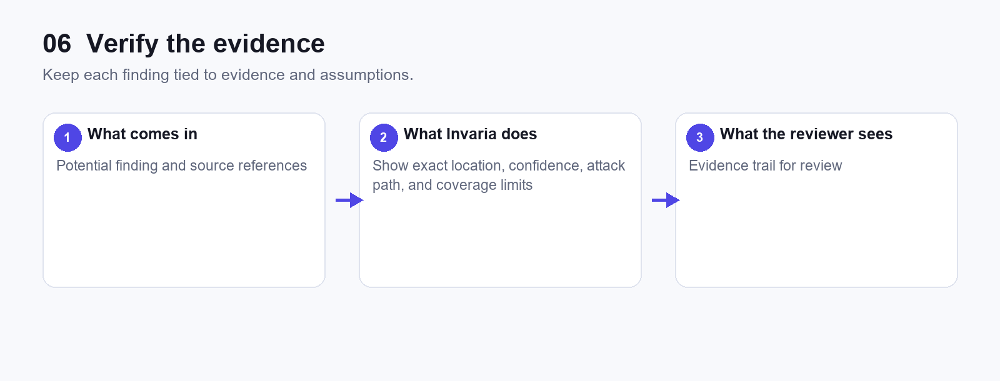 06 Verify the evidence
Keep each finding tied to evidence and assumptions.
1 What comes in
Potential finding and source references
2 What Invaria does
Show exact location, confidence, attack
path, and coverage limits
3 What the reviewer sees
Evidence trail for review